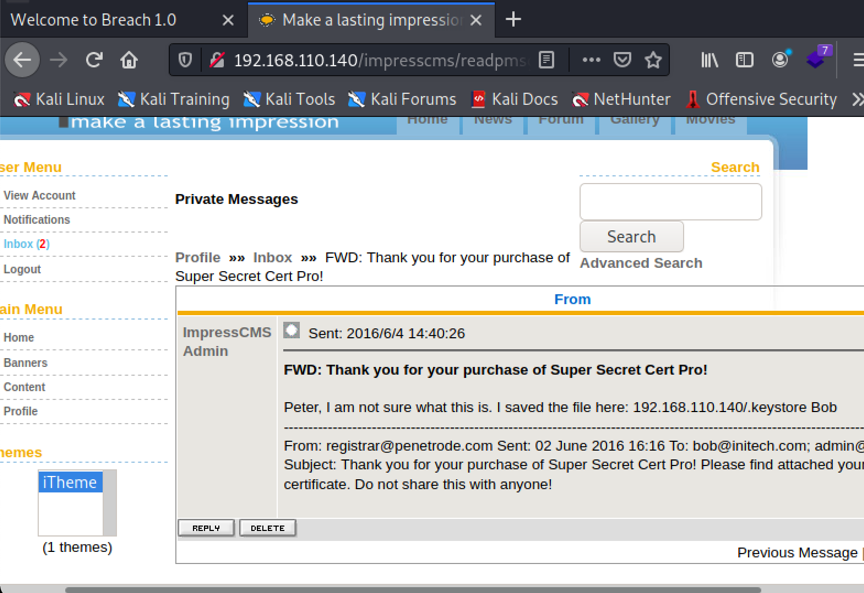 Welcome to Breach 1.0
Make a lasting impression
192.168.110.140/impresscms/readpms
7
Kali Linux Kali Training Kali Tools Kali Forums Kali Docs NetHunter Offensive Security
make a lasting impression
Home News Forum Gallery Movies
ser Menu
View Account
Notifications
Inbox (2)
Logout
ain Menu
Home
Banners
Content
Profile
hemes
iTheme
(1 themes)
Private Messages
Search
Search
Advanced Search
Profile »» Inbox »» FWD: Thank you for your purchase of
Super Secret Cert Pro!
From
ImpressCMS
Admin
Sent: 2016/6/4 14:40:26
FWD: Thank you for your purchase of Super Secret Cert Pro!
Peter, I am not sure what this is. I saved the file here: 192.168.110.140/.keystore Bob
From: registrar@penetrode.com Sent: 02 June 2016 16:16 To: bob@initech.com; admin@
Subject: Thank you for your purchase of Super Secret Cert Pro! Please find attached your
certificate. Do not share this with anyone!
REPLY DELETE
Previous Message |